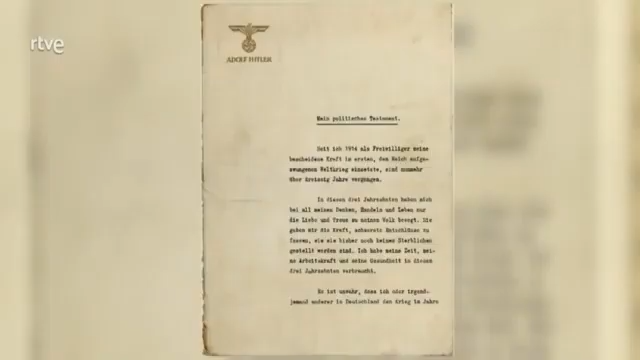 rtve
ADOLF HITLER
Mein politisches Testament.
Seit ich 1914 als Freiwilliger meine
bescheidene Kraft im ersten, dem Reich aufge-
zwungenen Weltkrieg einsetzte, sind nunmehr
über dreissig Jahre vergangen.
In diesen drei Jahrzehnten haben mich
bei all meinem Denken, Handeln und Leben nur
die Liebe und Treue zu meinem Volk bewegt. Sie
gaben mir die Kraft, schwerste Entschlüsse zu
fassen, wie sie bisher noch keinem Sterblichen
gestellt worden sind. Ich habe meine Zeit, mei-
ne Arbeitskraft und meine Gesundheit in diesen
drei Jahrzehnten verbraucht.
Es ist unwahr, dass ich oder irgend-
jemand anderer in Deutschland den Krieg im Jahre